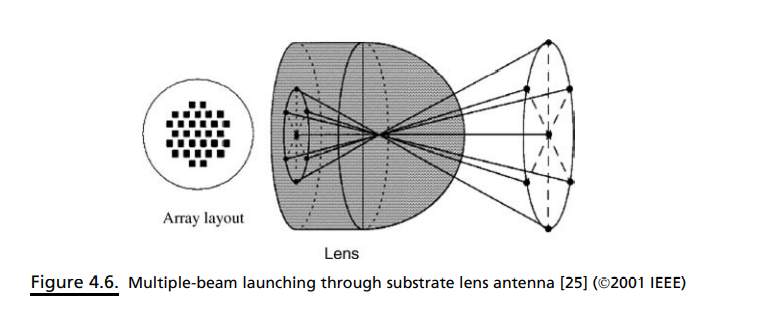 Array layout
Lens
Figure 4.6. Multiple-beam launching through substrate lens antenna [25] (©2001 IEEE)